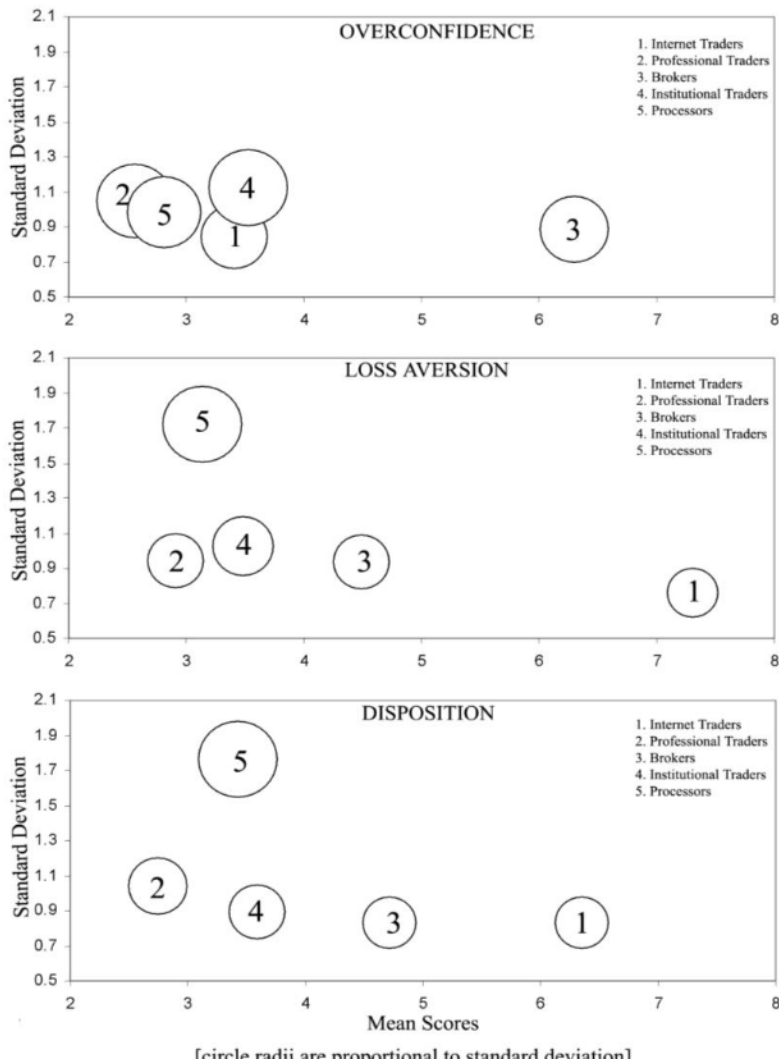 OVERCONFIDENCE
1. Internet Traders
2. Professional Traders
3. Brokers
4. Institutional Traders
5. Processors
Standard Deviation
2.1
1.9
1.7
1.5
1.3
1.1
0.9
0.7
0.5
2
5
4
1
3
2 3 4 5 6 7 8
LOSS AVERSION
1. Internet Traders
2. Professional Traders
3. Brokers
4. Institutional Traders
5. Processors
Standard Deviation
2.1
1.9
1.7
1.5
1.3
1.1
0.9
0.7
0.5
5
2
4
3
1
2 3 4 5 6 7 8
DISPOSITION
1. Internet Traders
2. Professional Traders
3. Brokers
4. Institutional Traders
5. Processors
Standard Deviation
2.1
1.9
1.7
1.5
1.3
1.1
0.9
0.7
0.5
5
2
4
3
1
2 3 4 5 6 7 8
Mean Scores
[circle radii are proportional to standard deviation]